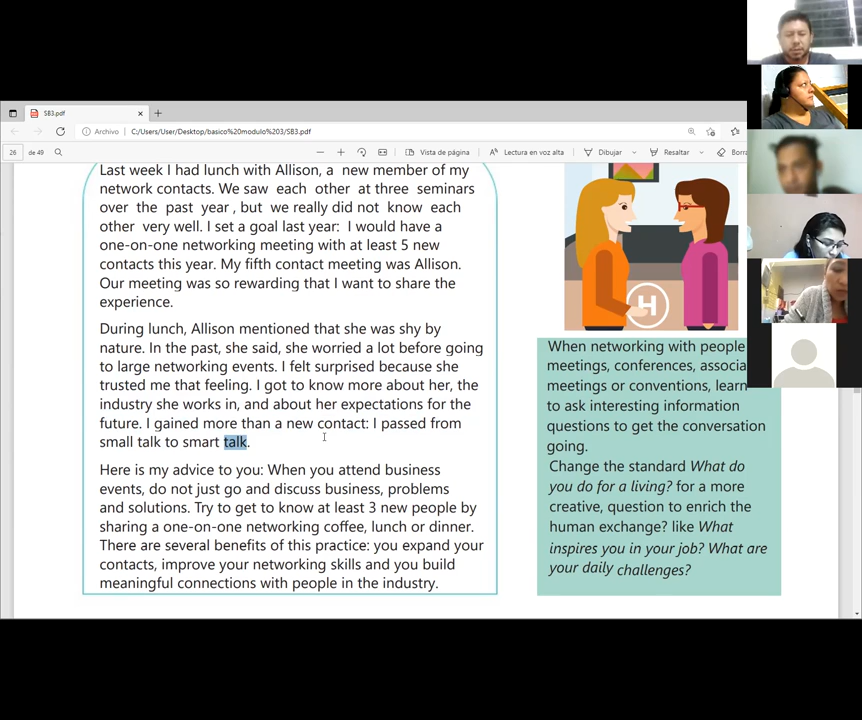 SB3.pdf
Archivo
C:/Users/User/Desktop/basico%20modulo%203/SB3.pdf
26 de 49
Vista de página
Lectura en voz alta
Dibujar
Resaltar
Borra
Last week I had lunch with Allison, a new member of my
network contacts. We saw each other at three seminars
over the past year , but we really did not know each
other very well. I set a goal last year: I would have a
one-on-one networking meeting with at least 5 new
contacts this year. My fifth contact meeting was Allison.
Our meeting was so rewarding that I want to share the
experience.
During lunch, Allison mentioned that she was shy by
nature. In the past, she said, she worried a lot before going
to large networking events. I felt surprised because she
trusted me that feeling. I got to know more about her, the
industry she works in, and about her expectations for the
future. I gained more than a new contact: I passed from
small talk to smart talk.
Here is my advice to you: When you attend business
events, do not just go and discuss business, problems
and solutions. Try to get to know at least 3 new people by
sharing a one-on-one networking coffee, lunch or dinner.
There are several benefits of this practice: you expand your
contacts, improve your networking skills and you build
meaningful connections with people in the industry.
H
When networking with people
meetings, conferences, associa
meetings or conventions, learn
to ask interesting information
questions to get the conversation
going.
Change the standard What do
you do for a living? for a more
creative, question to enrich the
human exchange? like What
inspires you in your job? What are
your daily challenges?